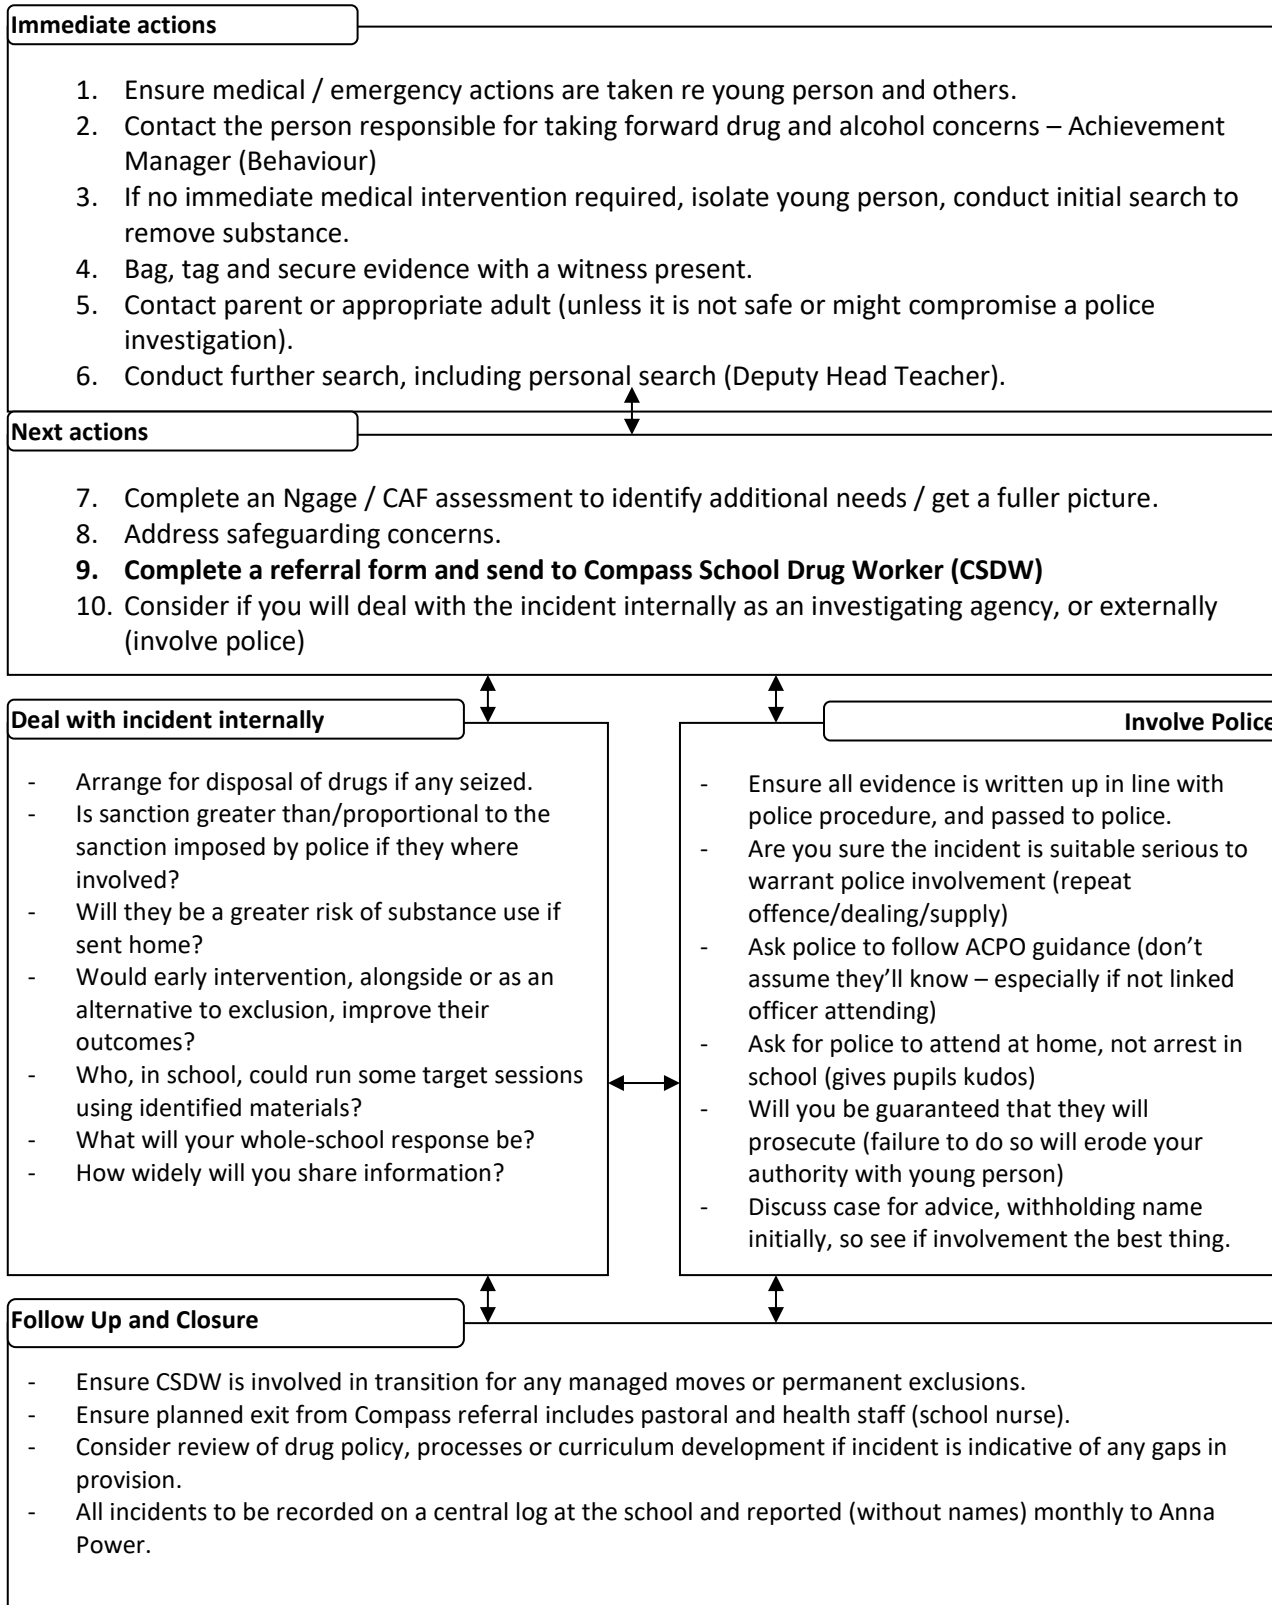 Immediate actions
1. Ensure medical / emergency actions are taken re young person and others.
2. Contact the person responsible for taking forward drug and alcohol concerns – Achievement
Manager (Behaviour)
3. If no immediate medical intervention required, isolate young person, conduct initial search to
remove substance.
4. Bag, tag and secure evidence with a witness present.
5. Contact parent or appropriate adult (unless it is not safe or might compromise a police
investigation).
6. Conduct further search, including personal search (Deputy Head Teacher).
Next actions
7. Complete an Ngage / CAF assessment to identify additional needs / get a fuller picture.
8. Address safeguarding concerns.
9. Complete a referral form and send to Compass School Drug Worker (CSDW)
10. Consider if you will deal with the incident internally as an investigating agency, or externally
(involve police)
Deal with incident internally
- Arrange for disposal of drugs if any seized.
- Is sanction greater than/proportional to the
sanction imposed by police if they where
involved?
- Will they be a greater risk of substance use if
sent home?
- Would early intervention, alongside or as an
alternative to exclusion, improve their
outcomes?
- Who, in school, could run some target sessions
using identified materials?
- What will your whole-school response be?
- How widely will you share information?
Involve Police
- Ensure all evidence is written up in line with
police procedure, and passed to police.
- Are you sure the incident is suitable serious to
warrant police involvement (repeat
offence/dealing/supply)
- Ask police to follow ACPO guidance (don’t
assume they’ll know – especially if not linked
officer attending)
- Ask for police to attend at home, not arrest in
school (gives pupils kudos)
- Will you be guaranteed that they will
prosecute (failure to do so will erode your
authority with young person)
- Discuss case for advice, withholding name
initially, so see if involvement the best thing.
Follow Up and Closure
- Ensure CSDW is involved in transition for any managed moves or permanent exclusions.
- Ensure planned exit from Compass referral includes pastoral and health staff (school nurse).
- Consider review of drug policy, processes or curriculum development if incident is indicative of any gaps in
provision.
- All incidents to be recorded on a central log at the school and reported (without names) monthly to Anna
Power.